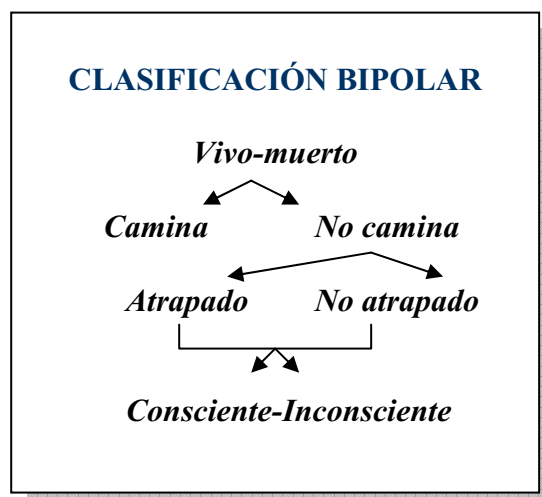 CLASIFICACIÓN BIPOLAR
Vivo-muerto
Camina No camina
Atrapado No atrapado
Consciente-Inconsciente